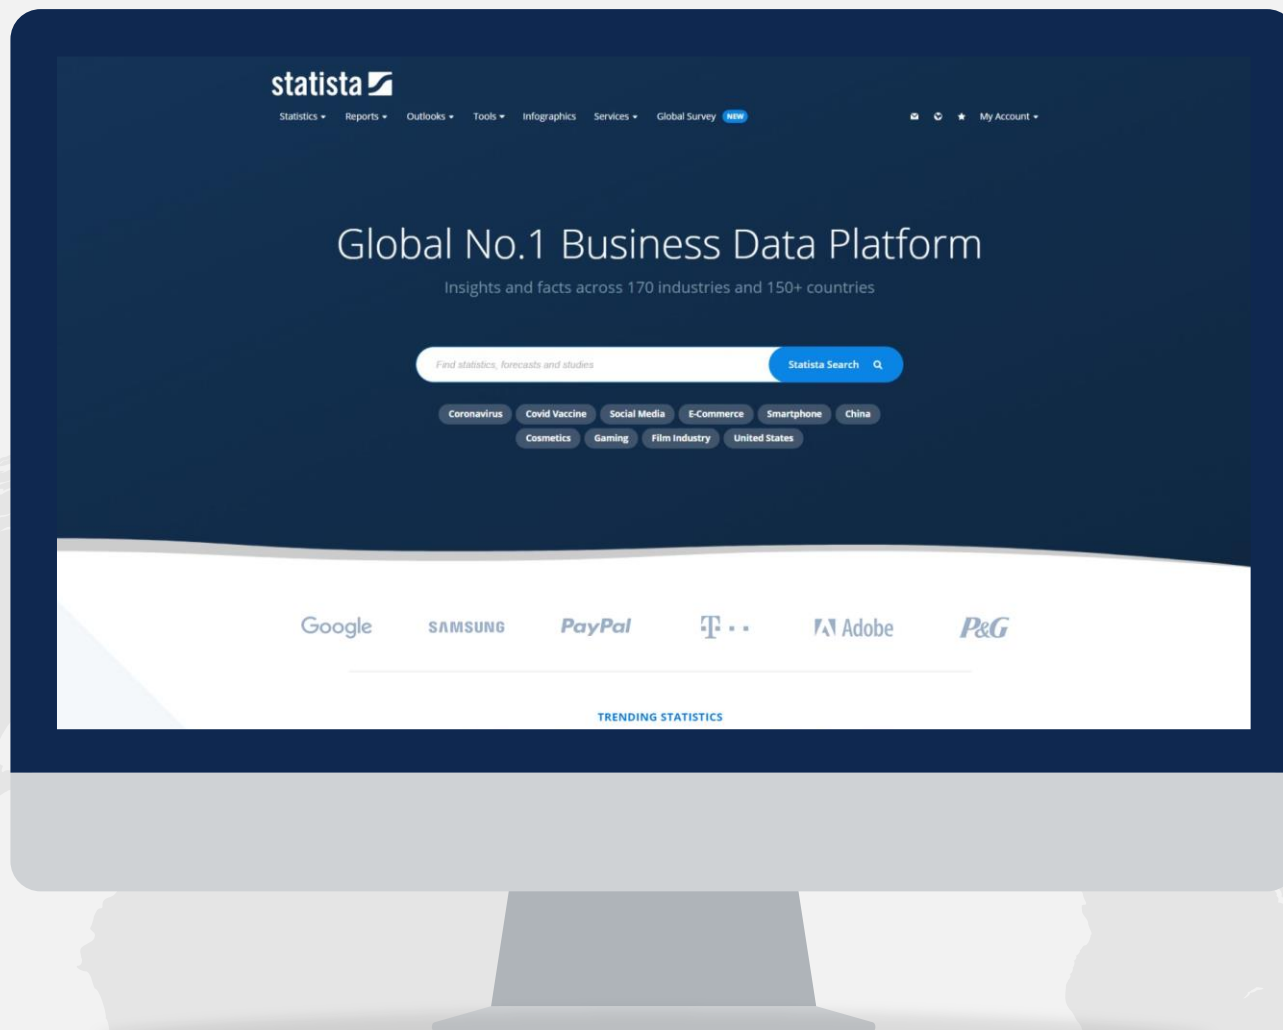 statista
Statistics Reports Outlooks Tools Infographics Services Global Survey NEW My Account
Global No.1 Business Data Platform
Insights and facts across 170 industries and 150+ countries
Find statistics, forecasts and studies Statista Search
Coronavirus Covid Vaccine Social Media E-Commerce Smartphone China
Cosmetics Gaming Film Industry United States
Google SAMSUNG PayPal T Adobe P&G
TRENDING STATISTICS